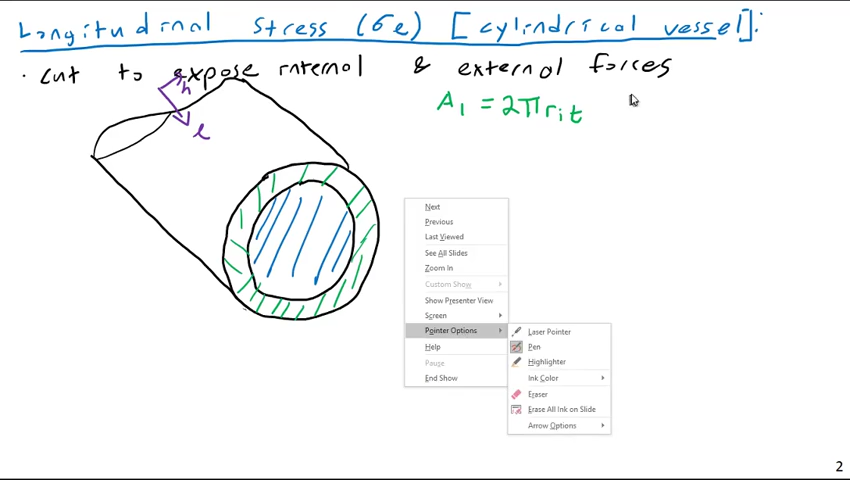 Longitudinal Stress (σe) [cylindrical vessel]:
· cut to expose internal & external forces
h
l
A1 = 2πrit
Next
Previous
Last Viewed
See All Slides
Zoom In
Custom Show
Show Presenter View
Screen
Pointer Options
Help
Pause
End Show
Laser Pointer
Pen
Highlighter
Ink Color
Eraser
Erase All Ink on Slide
Arrow Options
2